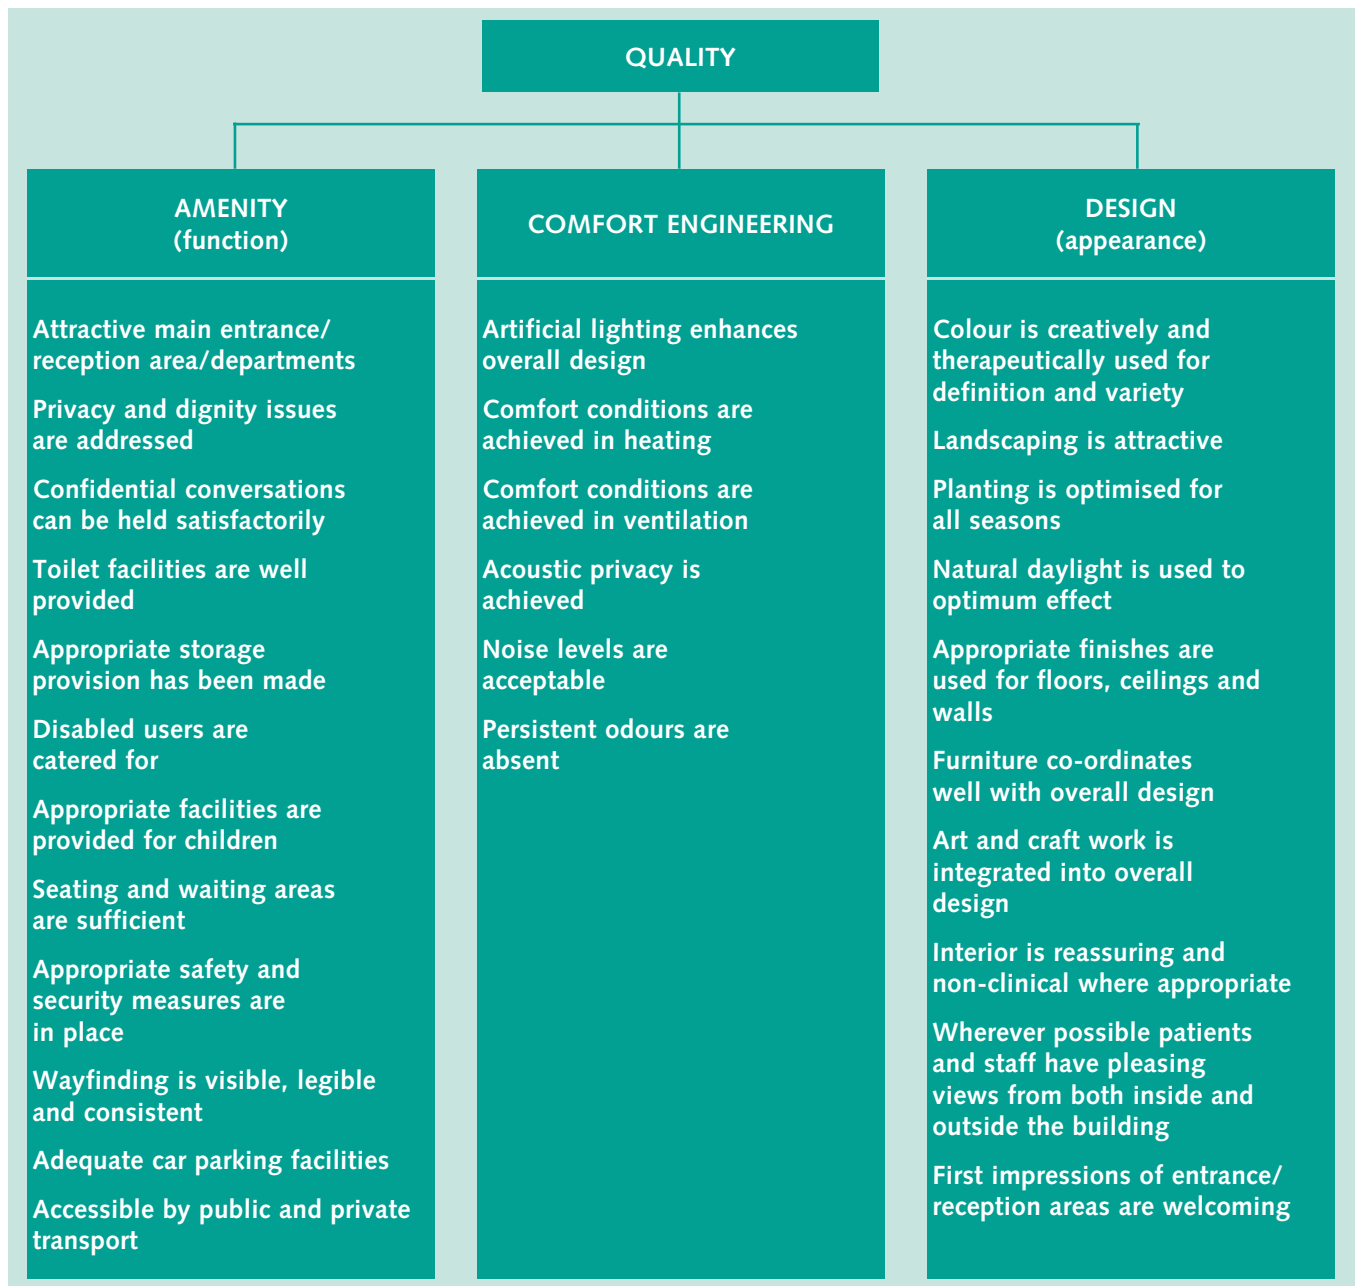 QUALITY
AMENITY
(function)
Attractive main entrance/
reception area/departments
Privacy and dignity issues
are addressed
Confidential conversations
can be held satisfactorily
Toilet facilities are well
provided
Appropriate storage
provision has been made
Disabled users are
catered for
Appropriate facilities are
provided for children
Seating and waiting areas
are sufficient
Appropriate safety and
security measures are
in place
Wayfinding is visible, legible
and consistent
Adequate car parking facilities
Accessible by public and private
transport
COMFORT ENGINEERING
Artificial lighting enhances
overall design
Comfort conditions are
achieved in heating
Comfort conditions are
achieved in ventilation
Acoustic privacy is
achieved
Noise levels are
acceptable
Persistent odours are
absent
DESIGN
(appearance)
Colour is creatively and
therapeutically used for
definition and variety
Landscaping is attractive
Planting is optimised for
all seasons
Natural daylight is used to
optimum effect
Appropriate finishes are
used for floors, ceilings and
walls
Furniture co-ordinates
well with overall design
Art and craft work is
integrated into overall
design
Interior is reassuring and
non-clinical where appropriate
Wherever possible patients
and staff have pleasing
views from both inside and
outside the building
First impressions of entrance/
reception areas are welcoming